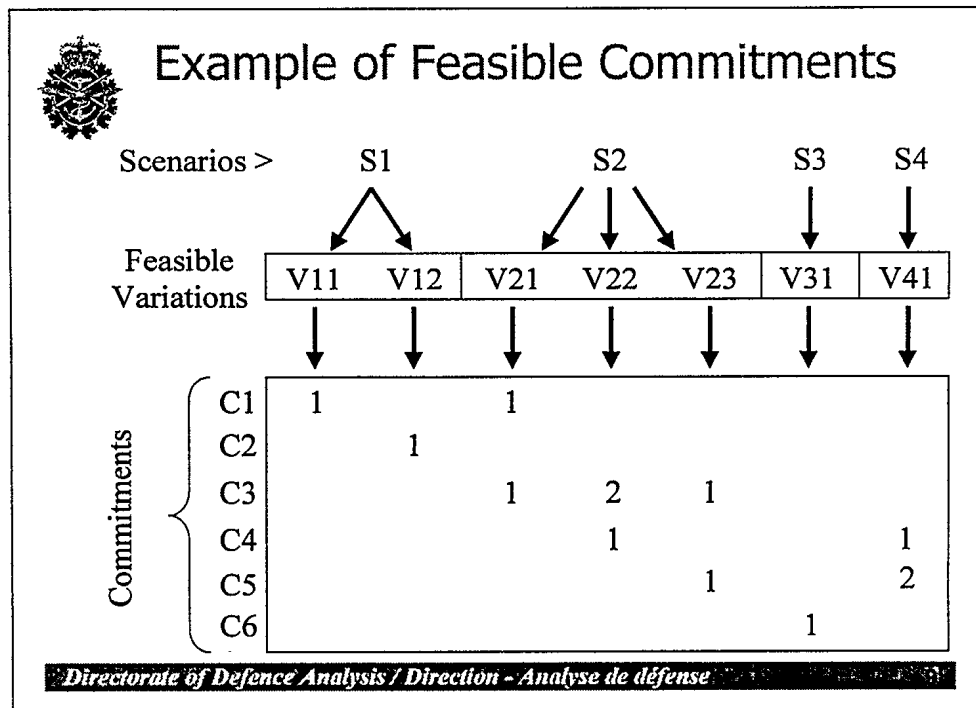 Example of Feasible Commitments
Scenarios > S1 S2 S3 S4
Feasible Variations V11 V12 V21 V22 V23 V31 V41
Commitments
C1 1 1
C2 1
C3 1 2 1
C4 1 1
C5 1 2
C6 1
Directorate of Defence Analysis / Direction - Analyse de défense